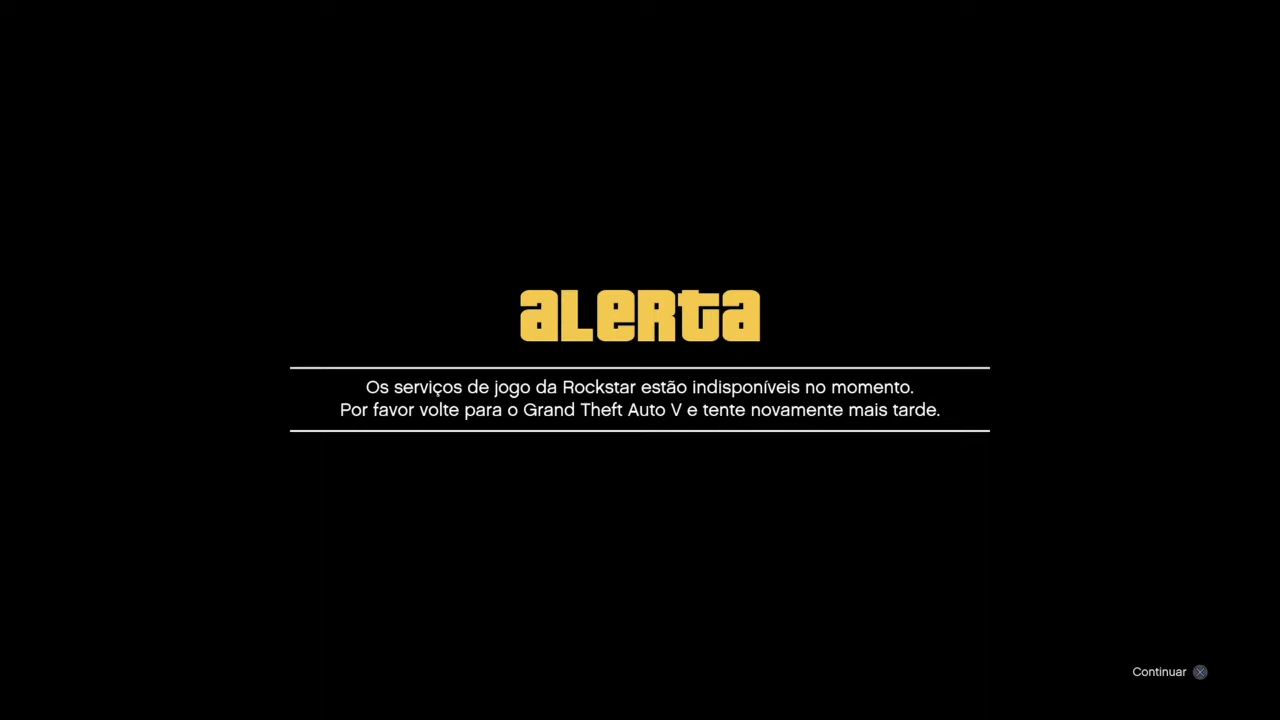 ALERTA
Os serviços de jogo da Rockstar estão indisponíveis no momento.
Por favor volte para o Grand Theft Auto V e tente novamente mais tarde.
Continuar